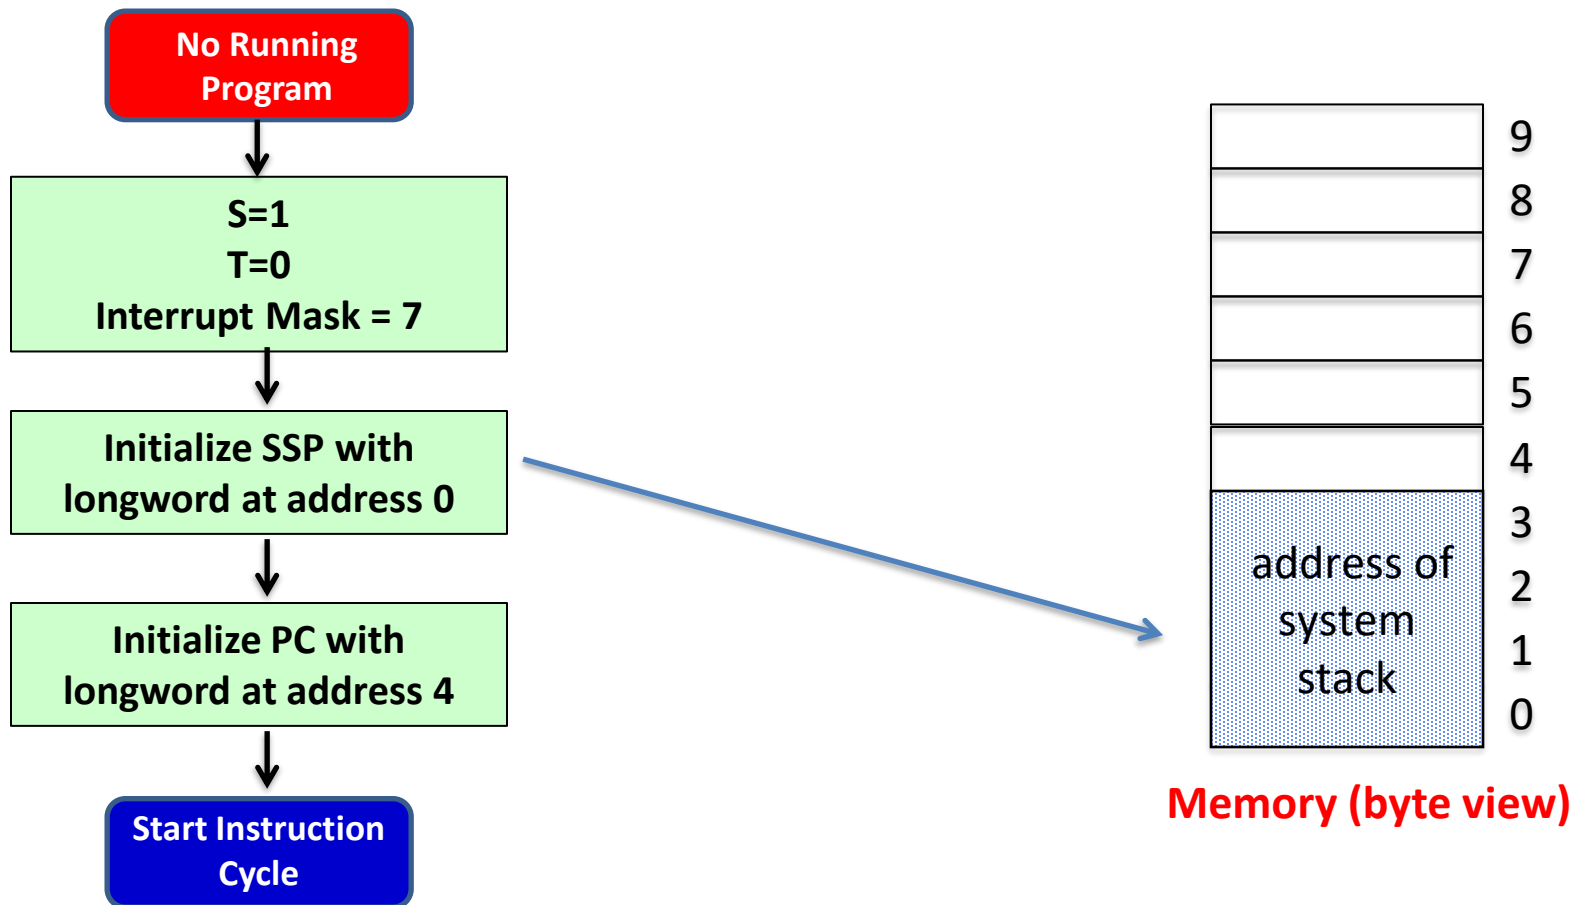 No Running
Program
S=1
T=0
Interrupt Mask = 7
Initialize SSP with
longword at address 0
Initialize PC with
longword at address 4
Start Instruction
Cycle
9
8
7
6
5
4
3
2
1
0
address of
system
stack
Memory (byte view)